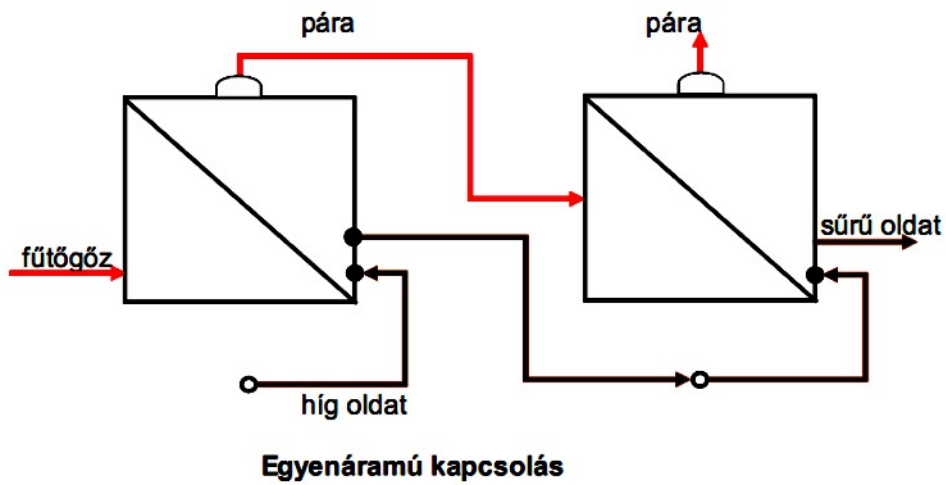 pára
pára
fűtőgőz
sűrű oldat
híg oldat
Egyenáramú kapcsolás